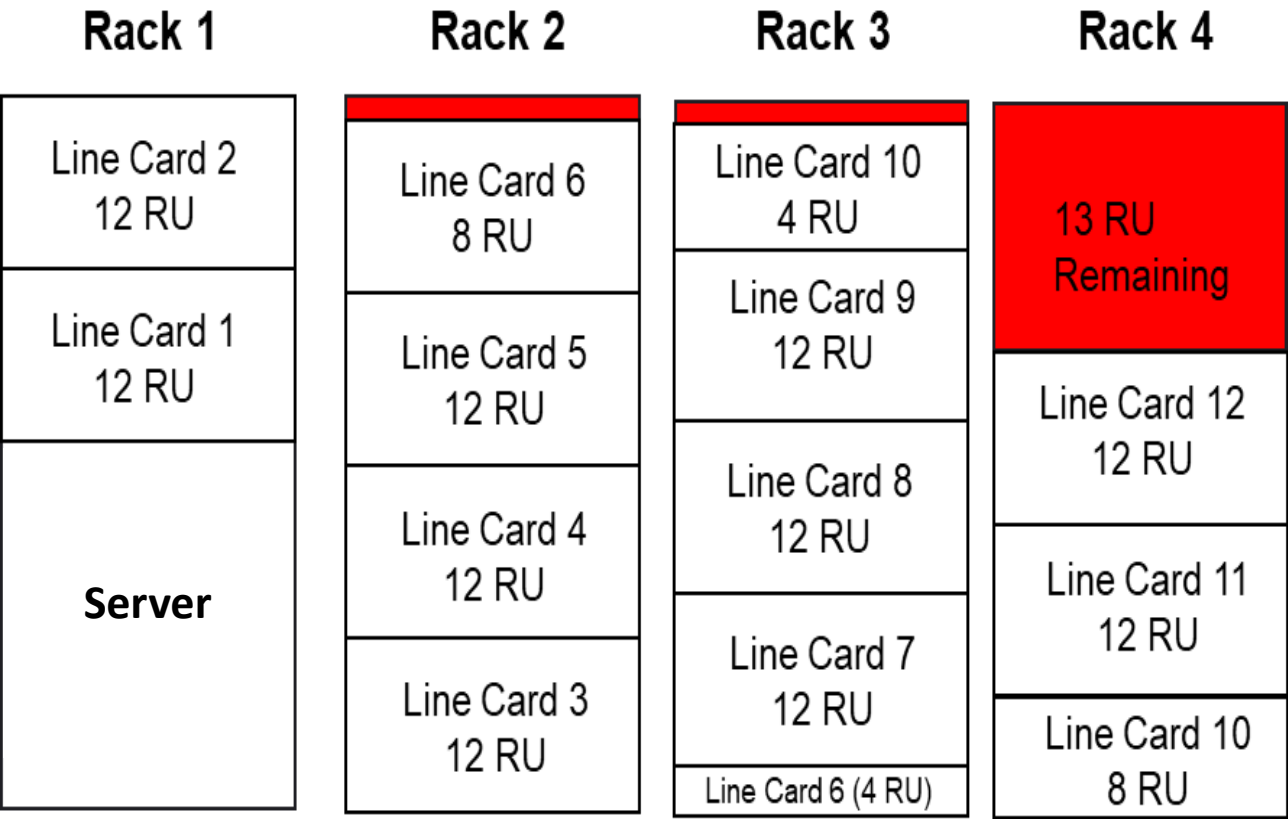 Rack 1
Line Card 2
12 RU
Line Card 1
12 RU
Server
Rack 2
Line Card 6
8 RU
Line Card 5
12 RU
Line Card 4
12 RU
Line Card 3
12 RU
Rack 3
Line Card 10
4 RU
Line Card 9
12 RU
Line Card 8
12 RU
Line Card 7
12 RU
Line Card 6 (4 RU)
Rack 4
13 RU
Remaining
Line Card 12
12 RU
Line Card 11
12 RU
Line Card 10
8 RU